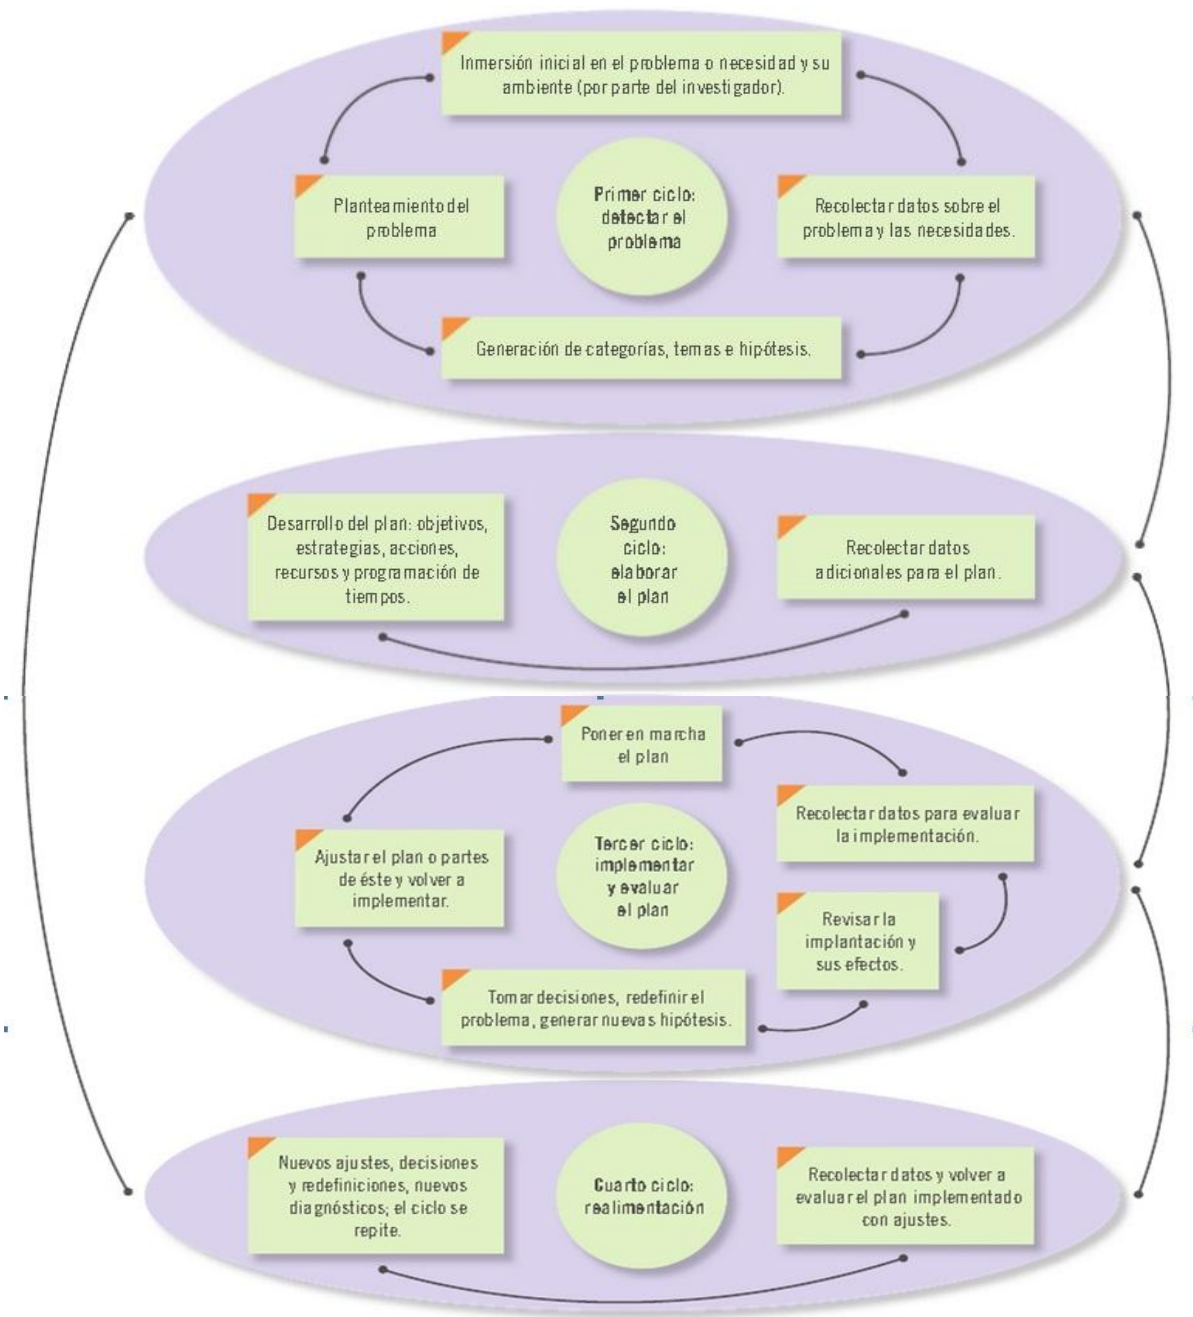 Inmersión inicial en el problema o necesidad y su
ambiente (por parte del investigador).
Planteamiento del
problema
Primer ciclo:
detectar el
problema
Recolectar datos sobre el
problema y las necesidades.
Generación de categorías, temas e hipótesis.
Desarrollo del plan: objetivos,
estrategias, acciones,
recursos y programación de
tiempos.
Segundo
ciclo:
elaborar
el plan
Recolectar datos
adicionales para el plan.
Poner en marcha
el plan
Recolectar datos para evaluar
la implementación.
Ajustar el plan o partes
de éste y volver a
implementar.
Tercer ciclo:
implementar
y evaluar
el plan
Revisar la
implantación y
sus efectos.
Tomar decisiones, redefinir el
problema, generar nuevas hipótesis.
Nuevos ajustes, decisiones
y redefiniciones, nuevos
diagnósticos; el ciclo se
repite.
Cuarto ciclo:
realimentación
Recolectar datos y volver a
evaluar el plan implementado
con ajustes.